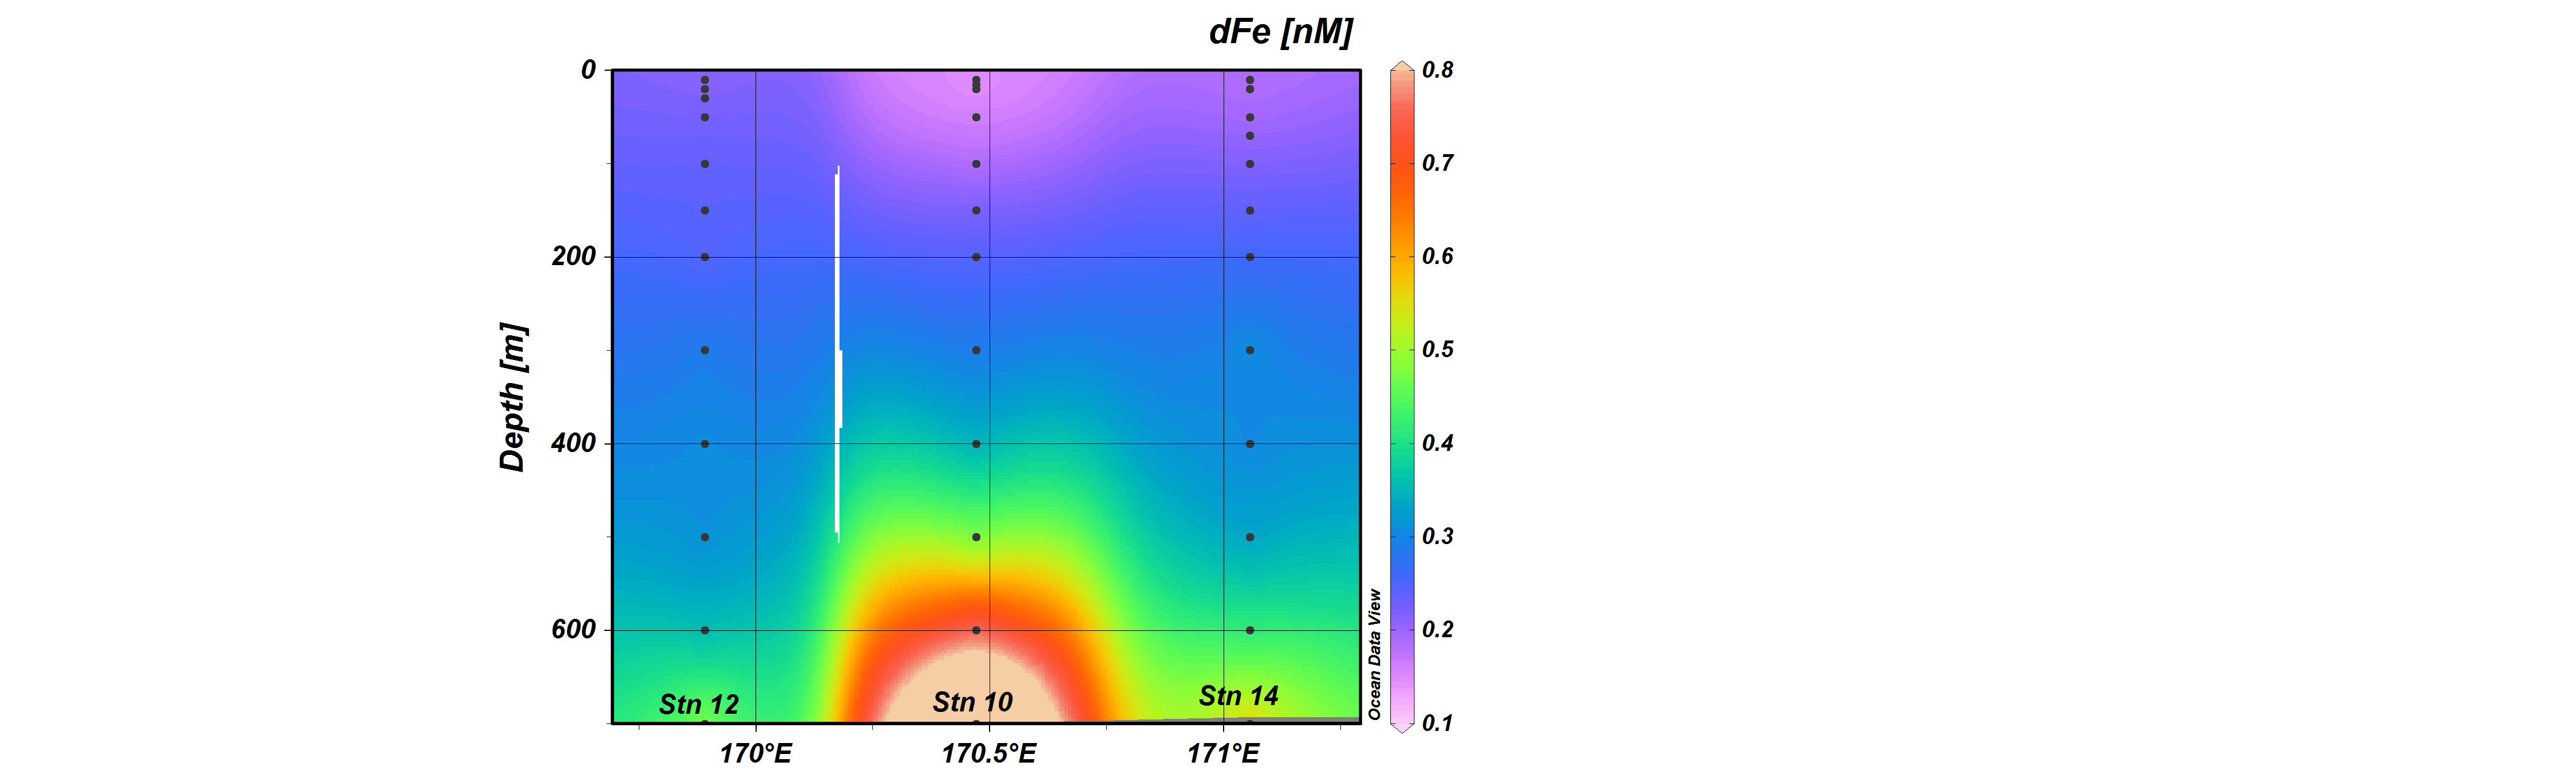 dFe [nM]
0
200
400
600
Depth [m]
Stn 12
Stn 10
Stn 14
170°E
170.5°E
171°E
Ocean Data View
0.8
0.7
0.6
0.5
0.4
0.3
0.2
0.1